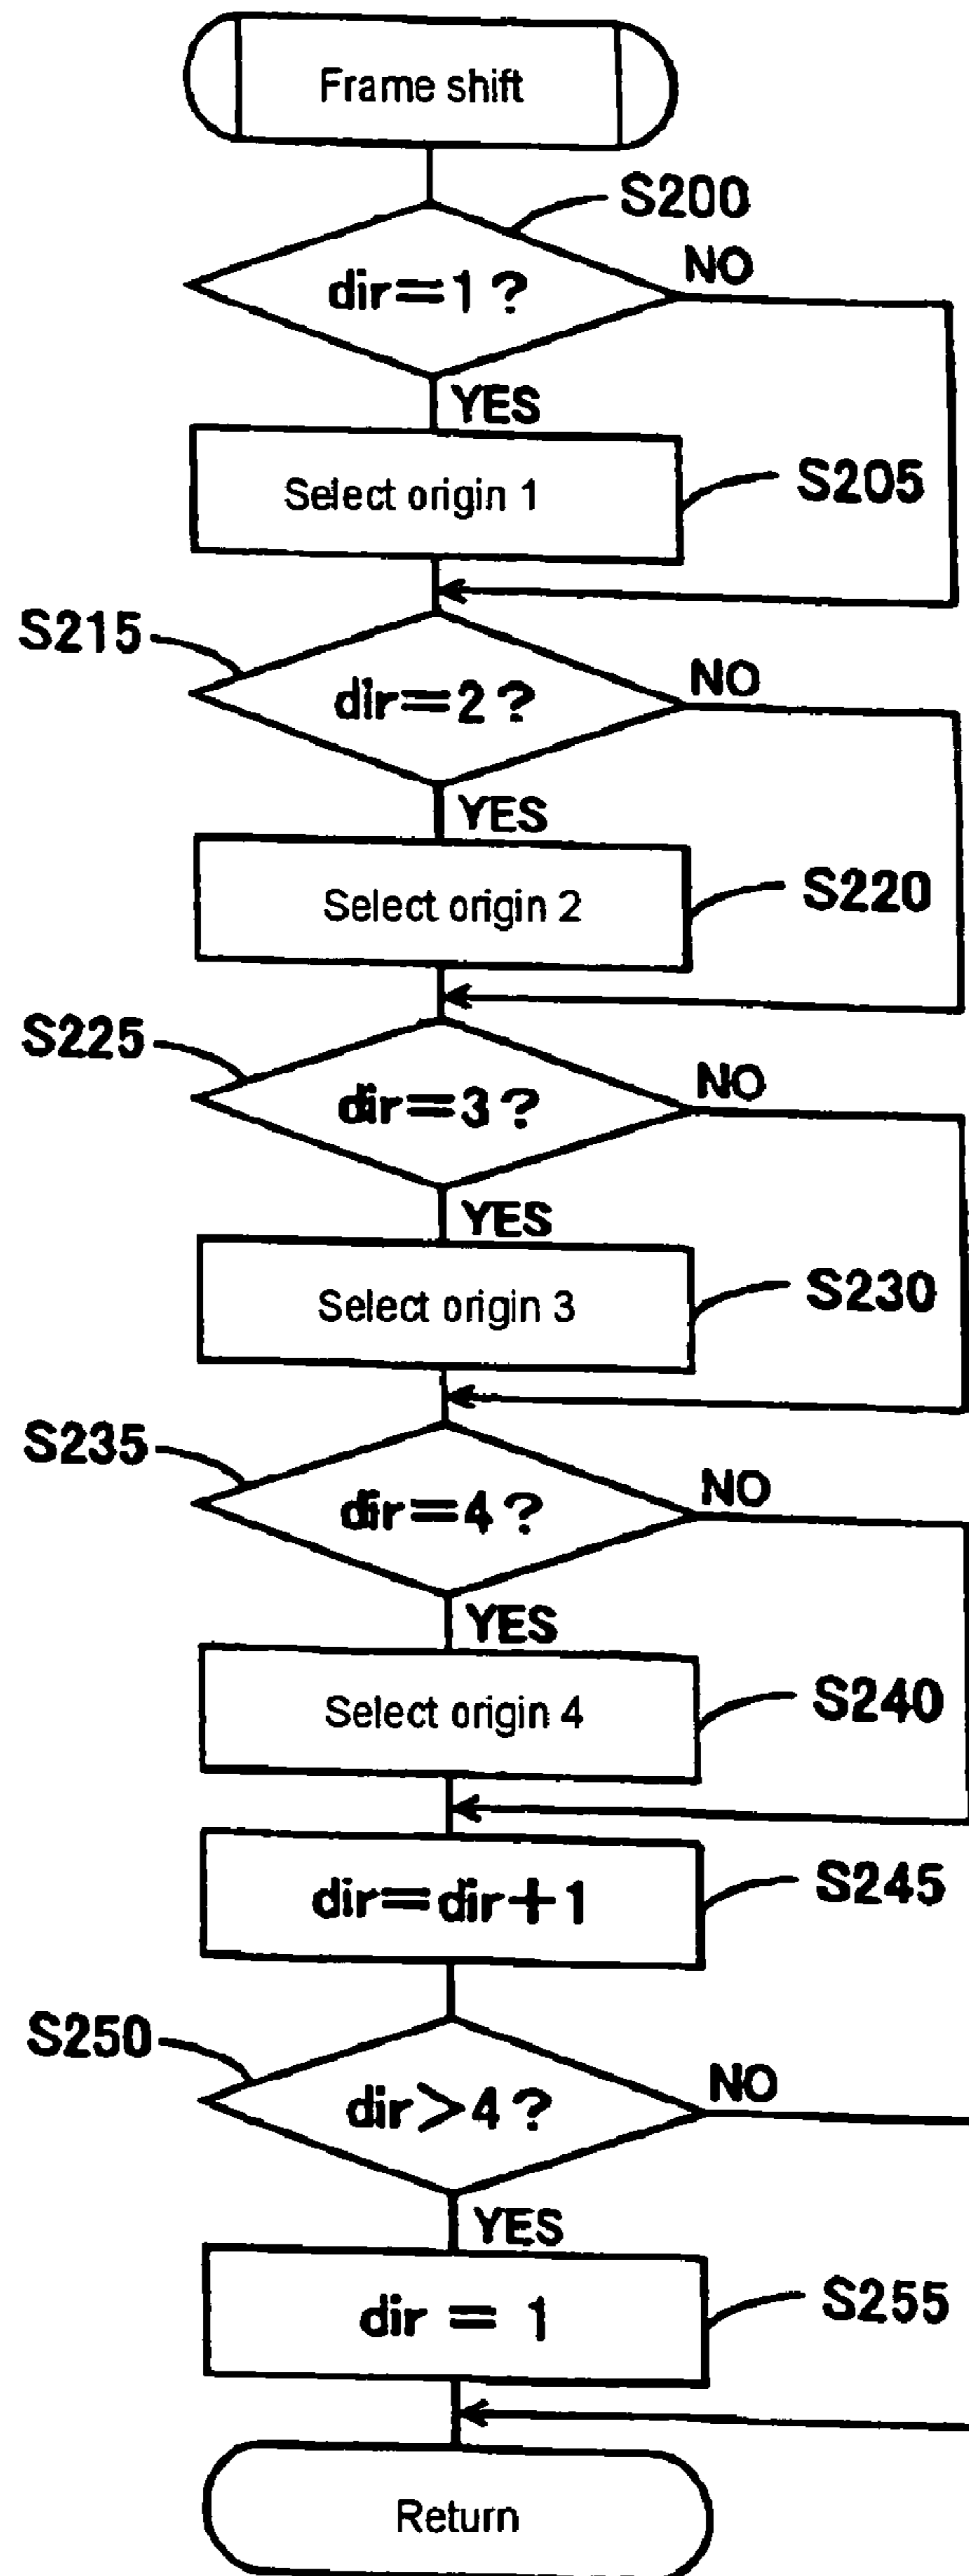 Frame shift
S200
dir=1?
NO
YES
Select origin 1
S205
S215
dir=2?
NO
YES
Select origin 2
S220
S225
dir=3?
NO
YES
Select origin 3
S230
S235
dir=4?
NO
YES
Select origin 4
S240
dir=dir+1
S245
S250
dir>4?
NO
YES
dir = 1
S255
Return